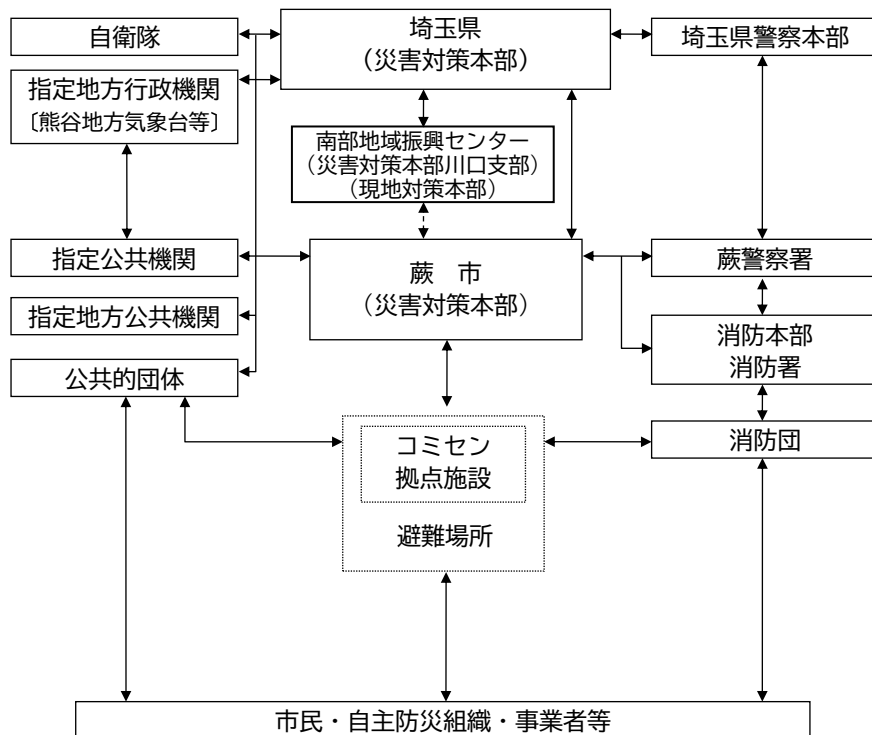 自衛隊
埼玉県
（災害対策本部）
埼玉県警察本部
指定地方行政機関
〔熊谷地方気象台等〕
南部地域振興センター
（災害対策本部川口支部）
（現地対策本部）
指定公共機関
蕨　市
（災害対策本部）
蕨警察署
指定地方公共機関
消防本部
消防署
公共的団体
コミセン
拠点施設
避難場所
消防団
市民・自主防災組織・事業者等